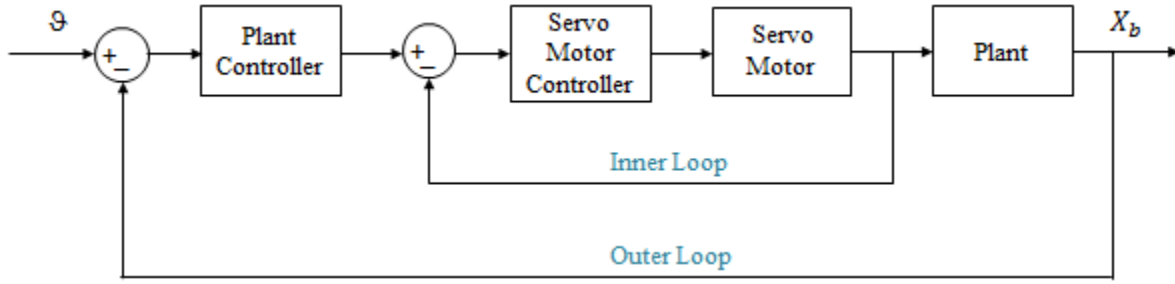 ϑ
+
−
Plant
Controller
+
−
Servo
Motor
Controller
Servo
Motor
Plant
X_b
Inner Loop
Outer Loop